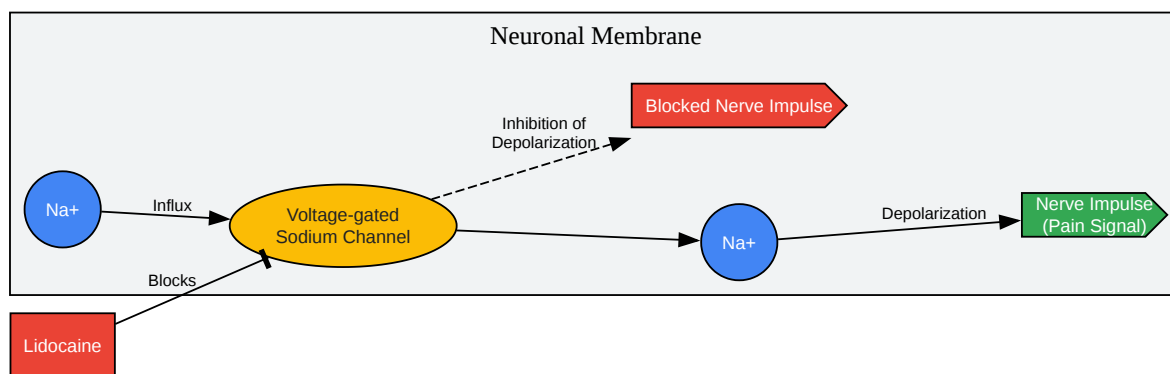 Neuronal Membrane
Blocked Nerve Impulse
Inhibition of
Depolarization
Na+
Influx
Voltage-gated
Sodium Channel
Na+
Depolarization
Nerve Impulse
(Pain Signal)
Blocks
Lidocaine